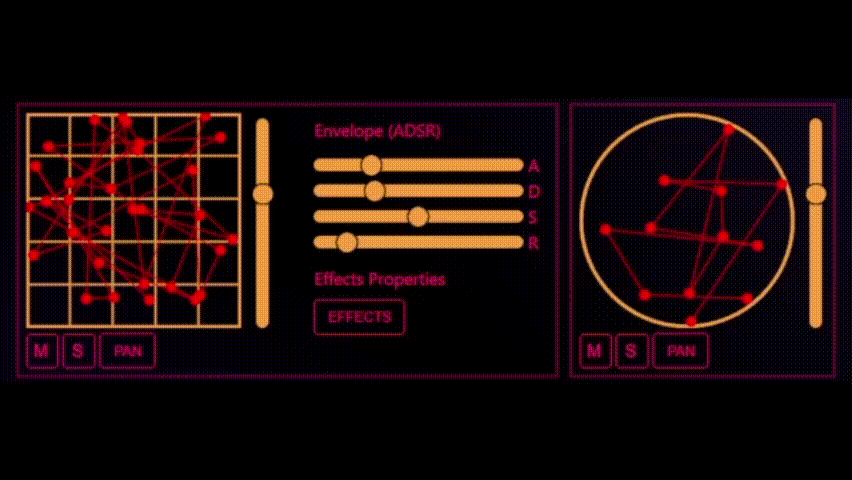 Envelope (ADSR)
A
D
S
R
Effects Properties
EFFECTS
M S PAN
M S PAN